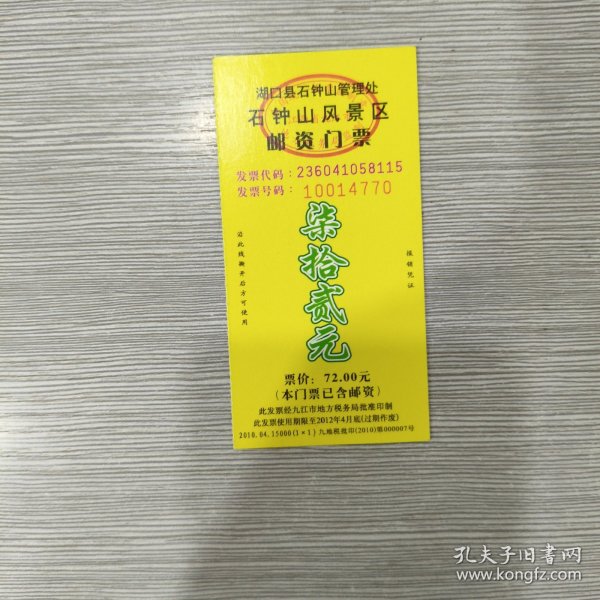 湖口县石钟山管理处
石钟山风景区
邮资门票
发票代码：236041058115
发票号码：10014770
沿此线撕开后方可使用
柒拾贰元
报销凭证
票价：72.00元
（本门票已含邮资）
此发票经九江市地方税务局批准印制
此发票使用期限至2012年4月底(过期作废)
2010.04.15000(1×1)九地税批印(2010)第000007号
孔夫子旧书网
www.kongfz.com